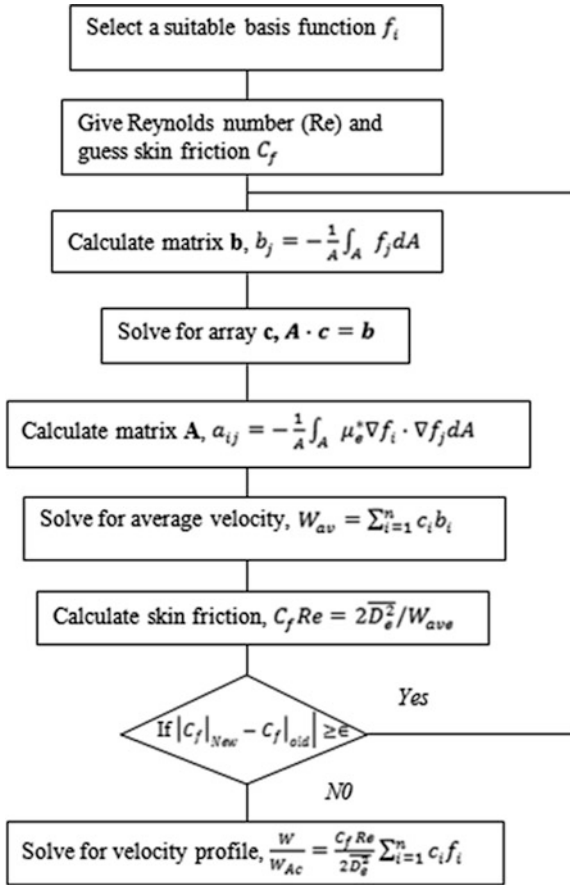 Select a suitable basis function fᵢ
Give Reynolds number (Re) and
guess skin friction C_f
Calculate matrix b, b_j = −1/A ∫_A f_j dA
Solve for array c, A · c = b
Calculate matrix A, a_ij = −1/A ∫_A μ_e^* ∇f_i · ∇f_j dA
Solve for average velocity, W_av = ∑_{i=1}^n c_i b_i
Calculate skin friction, C_f Re = 2\overline{D_e^2}/W_ave
Yes
If |C_f|_New − C_f|_old| ≥∈
N0
Solve for velocity profile, W/W_Ac = C_f Re/2\overline{D_e^2} ∑_{i=1}^n c_i f_i